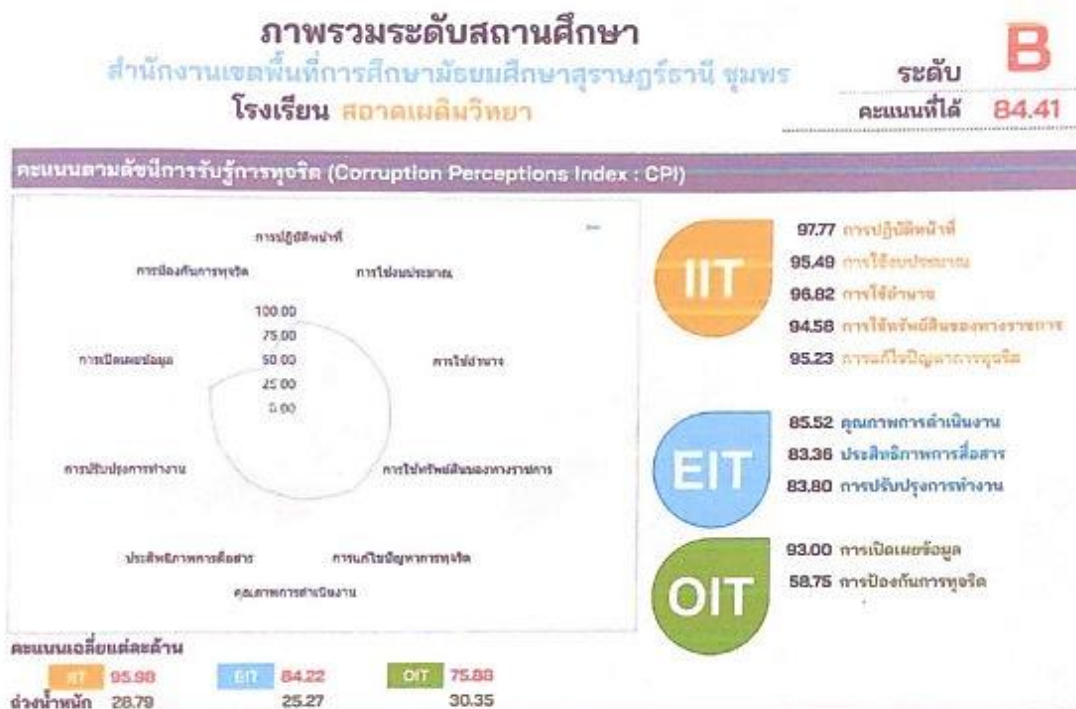 ภาพรวมระดับสถานศึกษา
สำนักงานเขตพื้นที่การศึกษามัธยมศึกษาสุราษฎร์ธานี ชุมพร
โรงเรียน สอาดเผดิมวิทยา
ระดับ B
คะแนนที่ได้ 84.41
คะแนนตามดัชนีการรับรู้การทุจริต (Corruption Perceptions Index : CPI)
การปฏิบัติหน้าที่
การป้องกันการทุจริต
การใช้งบประมาณ
100.00
75.00
50.00
25.00
0.00
การเปิดเผยข้อมูล
การใช้อำนาจ
การปรับปรุงการทำงาน
การใช้ทรัพย์สินของทางราชการ
ประสิทธิภาพการสื่อสาร
การแก้ไขปัญหาการทุจริต
คุณภาพการดำเนินงาน
IIT
97.77 การปฏิบัติหน้าที่
95.49 การใช้งบประมาณ
96.82 การใช้อำนาจ
94.58 การใช้ทรัพย์สินของทางราชการ
95.23 การแก้ไขปัญหาการทุจริต
EIT
85.52 คุณภาพการดำเนินงาน
83.36 ประสิทธิภาพการสื่อสาร
83.80 การปรับปรุงการทำงาน
OIT
93.00 การเปิดเผยข้อมูล
58.75 การป้องกันการทุจริต
คะแนนเฉลี่ยแต่ละด้าน
IIT 95.98 EIT 84.22 OIT 75.88
ถ่วงน้ำหนัก 28.79 25.27 30.35